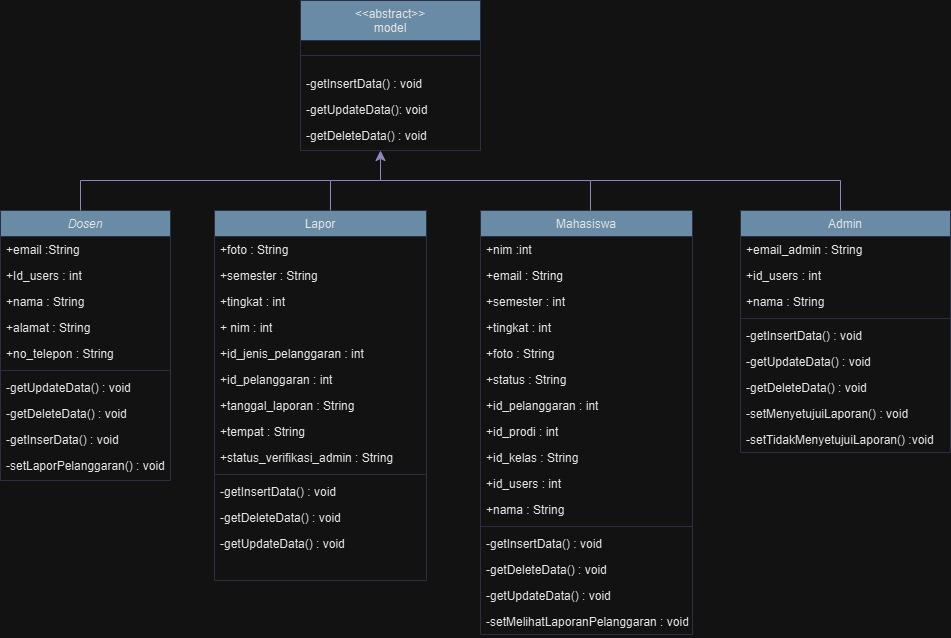 <<abstract>>
model
-getInsertData() : void
-getUpdateData(): void
-getDeleteData() : void
Dosen
+email :String
+Id_users : int
+nama : String
+alamat : String
+no_telepon : String
-getUpdateData() : void
-getDeleteData() : void
-getInserData() : void
-setLaporPelanggaran() : void
Lapor
+foto : String
+semester : String
+tingkat : int
+ nim : int
+id_jenis_pelanggaran : int
+id_pelanggaran : int
+tanggal_laporan : String
+tempat : String
+status_verifikasi_admin : String
-getInsertData() : void
-getDeleteData() : void
-getUpdateData() : void
Mahasiswa
+nim :int
+email : String
+semester : int
+tingkat : int
+foto : String
+status : String
+id_pelanggaran : int
+id_prodi : int
+id_kelas : String
+id_users : int
+nama : String
-getInsertData() : void
-getDeleteData() : void
-getUpdateData() : void
-setMelihatLaporanPelanggaran : void
Admin
+email_admin : String
+id_users : int
+nama : String
-getInsertData() : void
-getUpdateData() : void
-getDeleteData() : void
-setMenyetujuiLaporan() : void
-setTidakMenyetujuiLaporan() :void